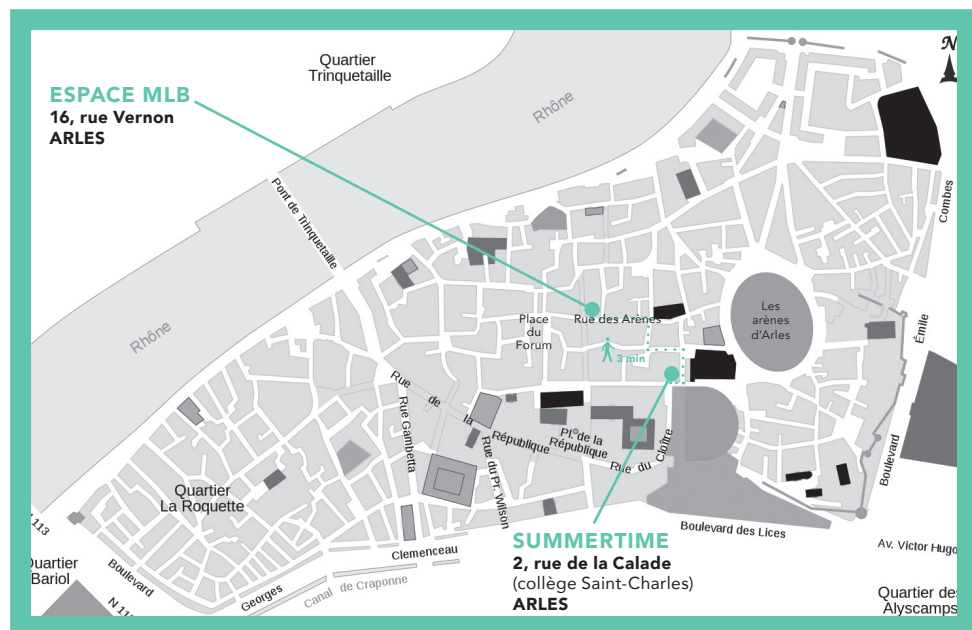 Quartier
Trinquetaille
N
ESPACE MLB
16, rue Vernon
ARLES
Rhône
Pont de Trinquetaille
Combes
Rhône
Place
du
Forum
Rue des Arènes
3 min
Les
arènes
d'Arles
Émile
Boulevard
Rue de la République
Rue Gambetta
Rue du Pr. Wilson
Pl. de la
République
Rue du Cloître
Quartier
La Roquette
N 113
Quartier
Bariol
Boulevard
Georges
Clemenceau
Canal de Craponne
N 11
Boulevard des Lices
Av. Victor Hugo
SUMMERTIME
2, rue de la Calade
(collège Saint-Charles)
ARLES
Quartier des
Alyscamps